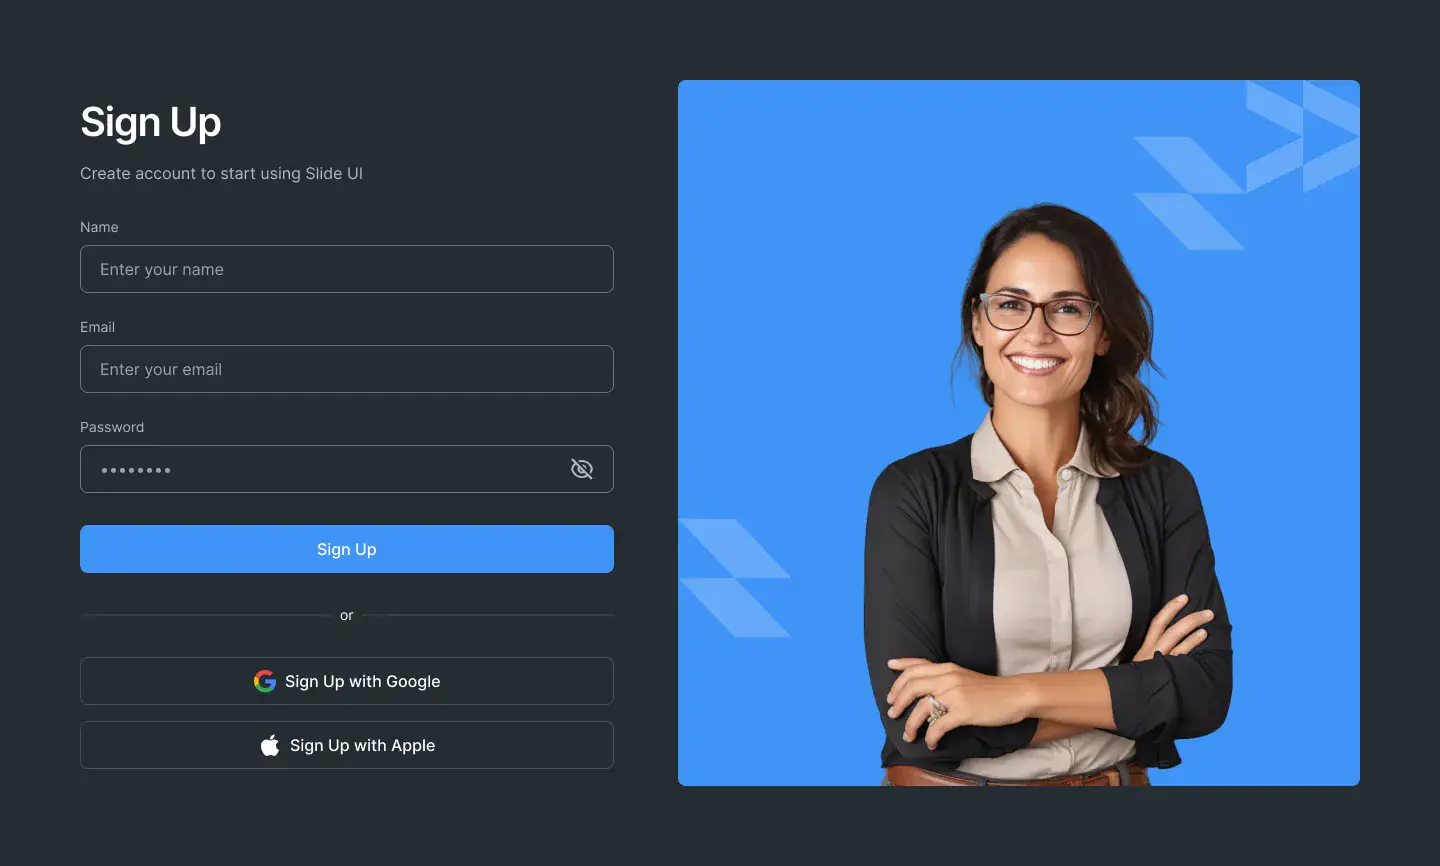 Sign Up
Create account to start using Slide UI
Name
Enter your name
Email
Enter your email
Password
••••••••
Sign Up
or
Sign Up with Google
Sign Up with Apple